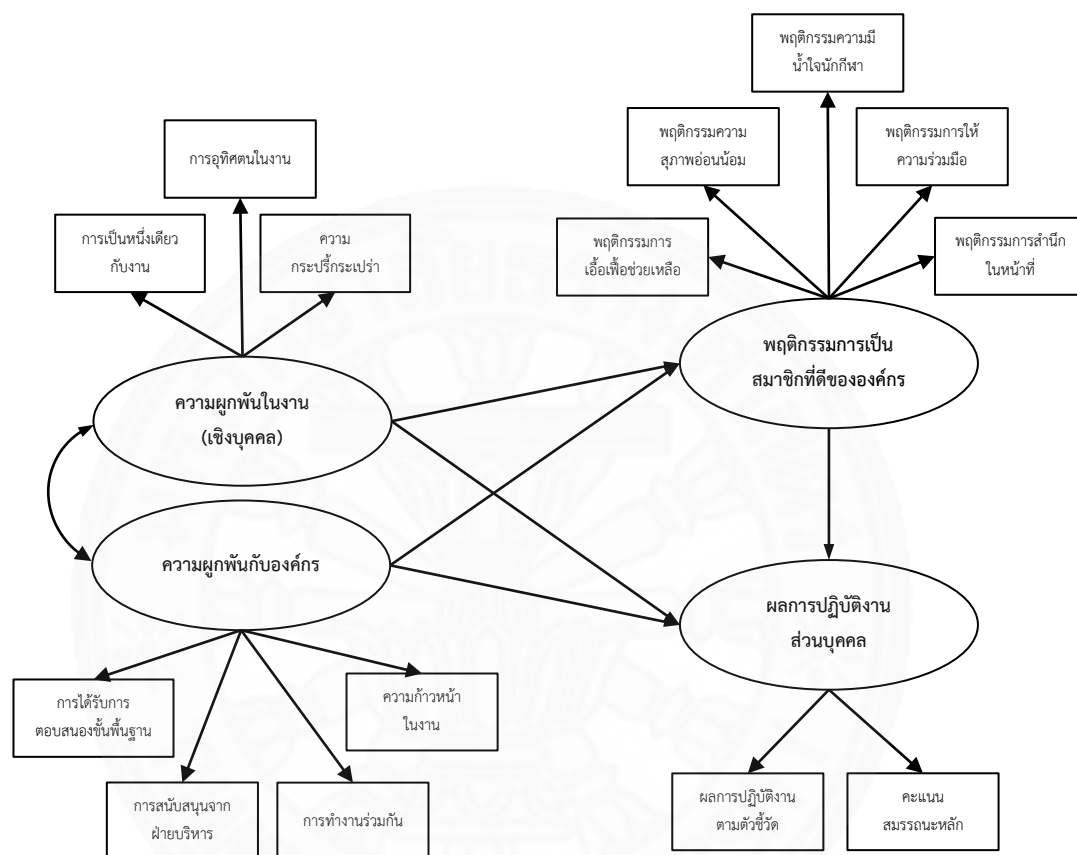 พฤติกรรมความมี
น้ำใจนักกีฬา
พฤติกรรมความ
สุภาพอ่อนน้อม
พฤติกรรมการให้
ความร่วมมือ
การอุทิศตนในงาน
การเป็นหนึ่งเดียว
กับงาน
ความ
กระปรี้กระเปร่า
พฤติกรรมการ
เอื้อเฟื้อช่วยเหลือ
พฤติกรรมการสำนึก
ในหน้าที่
พฤติกรรมการเป็น
สมาชิกที่ดีขององค์กร
ความผูกพันในงาน
(เชิงบุคคล)
ความผูกพันกับองค์กร
ผลการปฏิบัติงาน
ส่วนบุคคล
การได้รับการ
ตอบสนองขั้นพื้นฐาน
ความก้าวหน้า
ในงาน
การสนับสนุนจาก
ฝ่ายบริหาร
การทำงานร่วมกัน
ผลการปฏิบัติงาน
ตามตัวชี้วัด
คะแนน
สมรรถนะหลัก